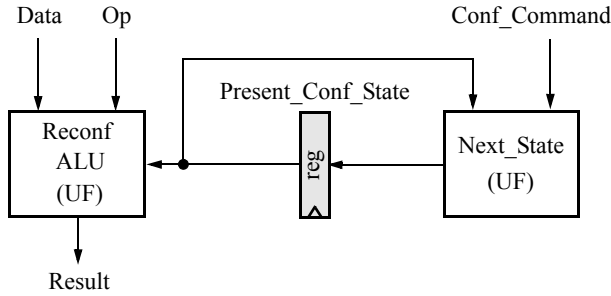 Data
Op
Conf_Command
Present_Conf_State
Reconf
ALU
(UF)
reg
Next_State
(UF)
Result